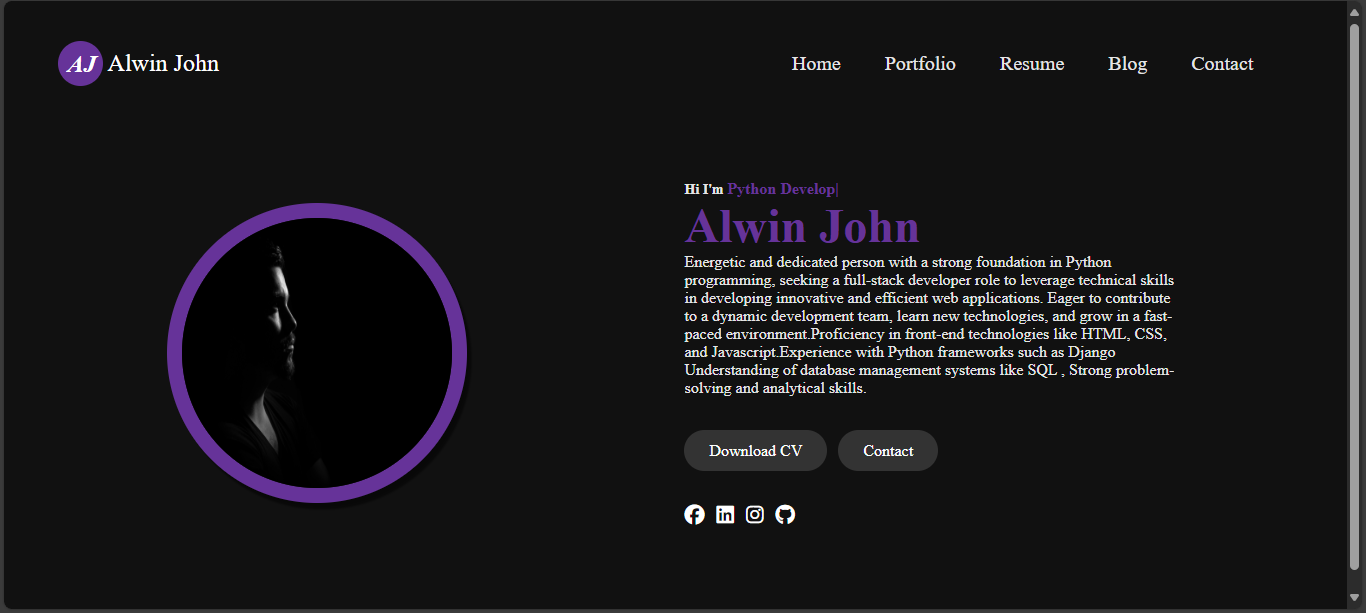 AJ Alwin John
Home Portfolio Resume Blog Contact
Hi I'm Python Develop|
Alwin John
Energetic and dedicated person with a strong foundation in Python
programming, seeking a full-stack developer role to leverage technical skills
in developing innovative and efficient web applications. Eager to contribute
to a dynamic development team, learn new technologies, and grow in a fast-
paced environment.Proficiency in front-end technologies like HTML, CSS,
and Javascript.Experience with Python frameworks such as Django
Understanding of database management systems like SQL , Strong problem-
solving and analytical skills.
Download CV Contact